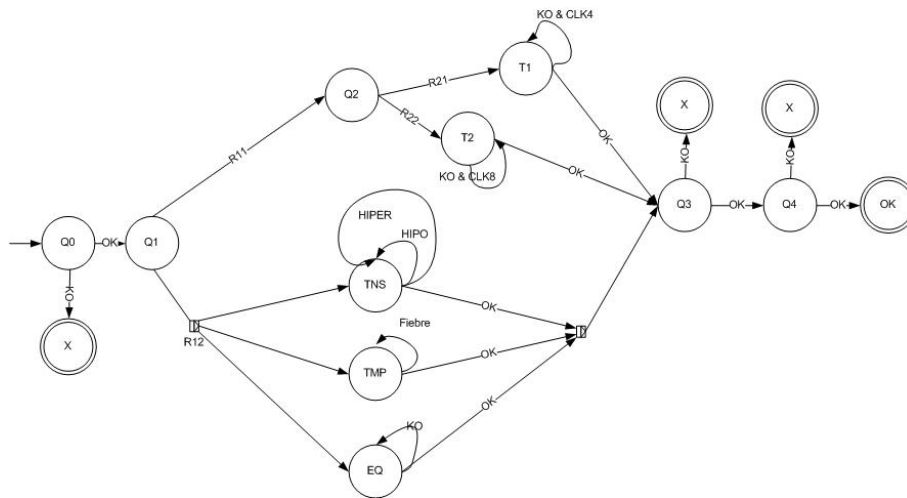 KO & CLK4
T1
R21
Q2
X
X
R22
T2
OK
KO
KO
R11
KO & CLK8
OK
Q3
OK
Q4
OK
OK
HIPER
Q0
OK
Q1
HIPO
TNS
OK
KO
Fiebre
R12
X
TMP
OK
OK
KO
EQ